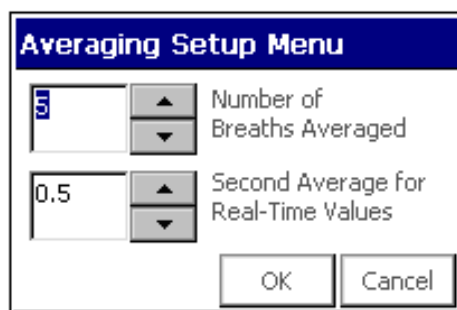 Averaging Setup Menu
5
Number of
Breaths Averaged
0.5
Second Average for
Real-Time Values
OK
Cancel